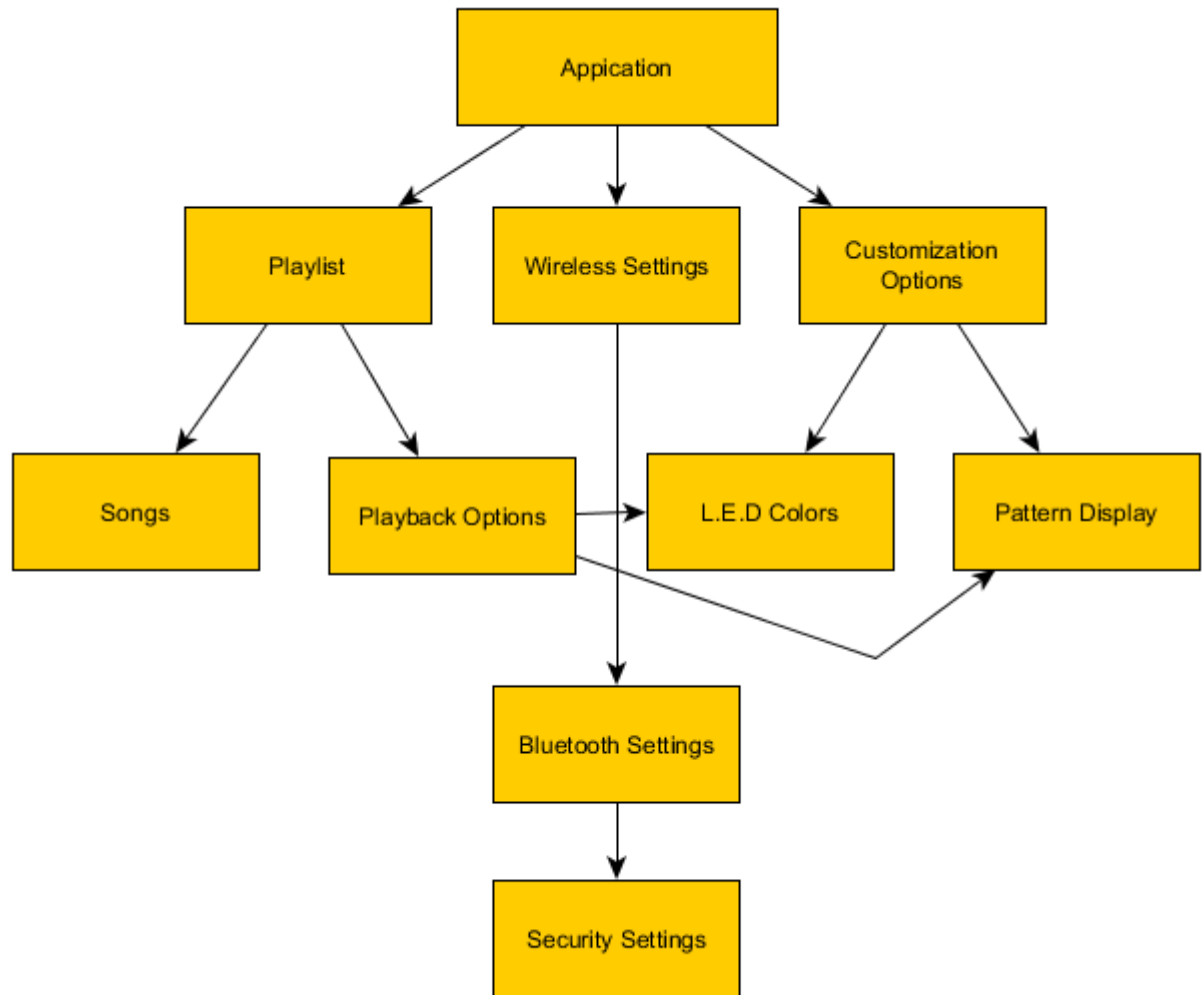 Appication
Playlist
Wireless Settings
Customization
Options
Songs
Playback Options
L.E.D Colors
Pattern Display
Bluetooth Settings
Security Settings